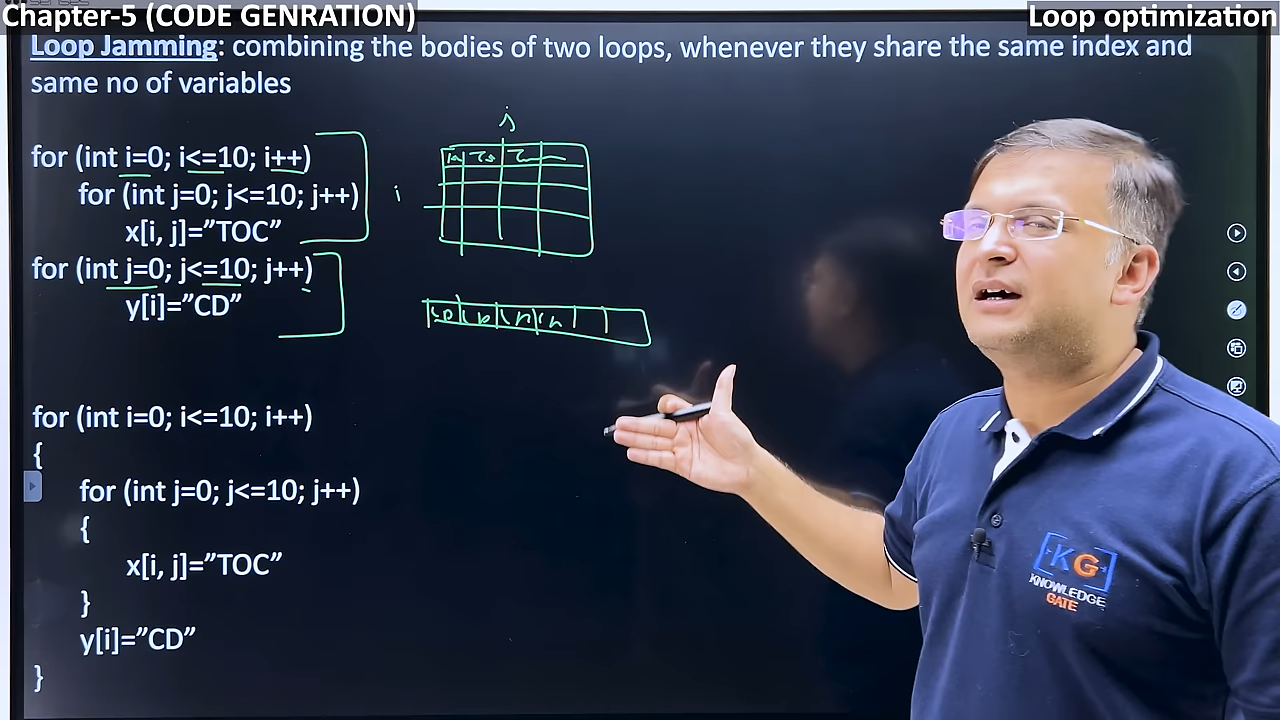 Chapter-5 (CODE GENRATION)
Loop optimization
Loop Jamming: combining the bodies of two loops, whenever they share the same index and
same no of variables
for (int i=0; i<=10; i++)
for (int j=0; j<=10; j++)
x[i, j]=”TOC”
for (int j=0; j<=10; j++)
y[i]=”CD”
j
i
for (int i=0; i<=10; i++)
{
for (int j=0; j<=10; j++)
{
x[i, j]=”TOC”
}
y[i]=”CD”
}
KG
KNOWLEDGE
GATE